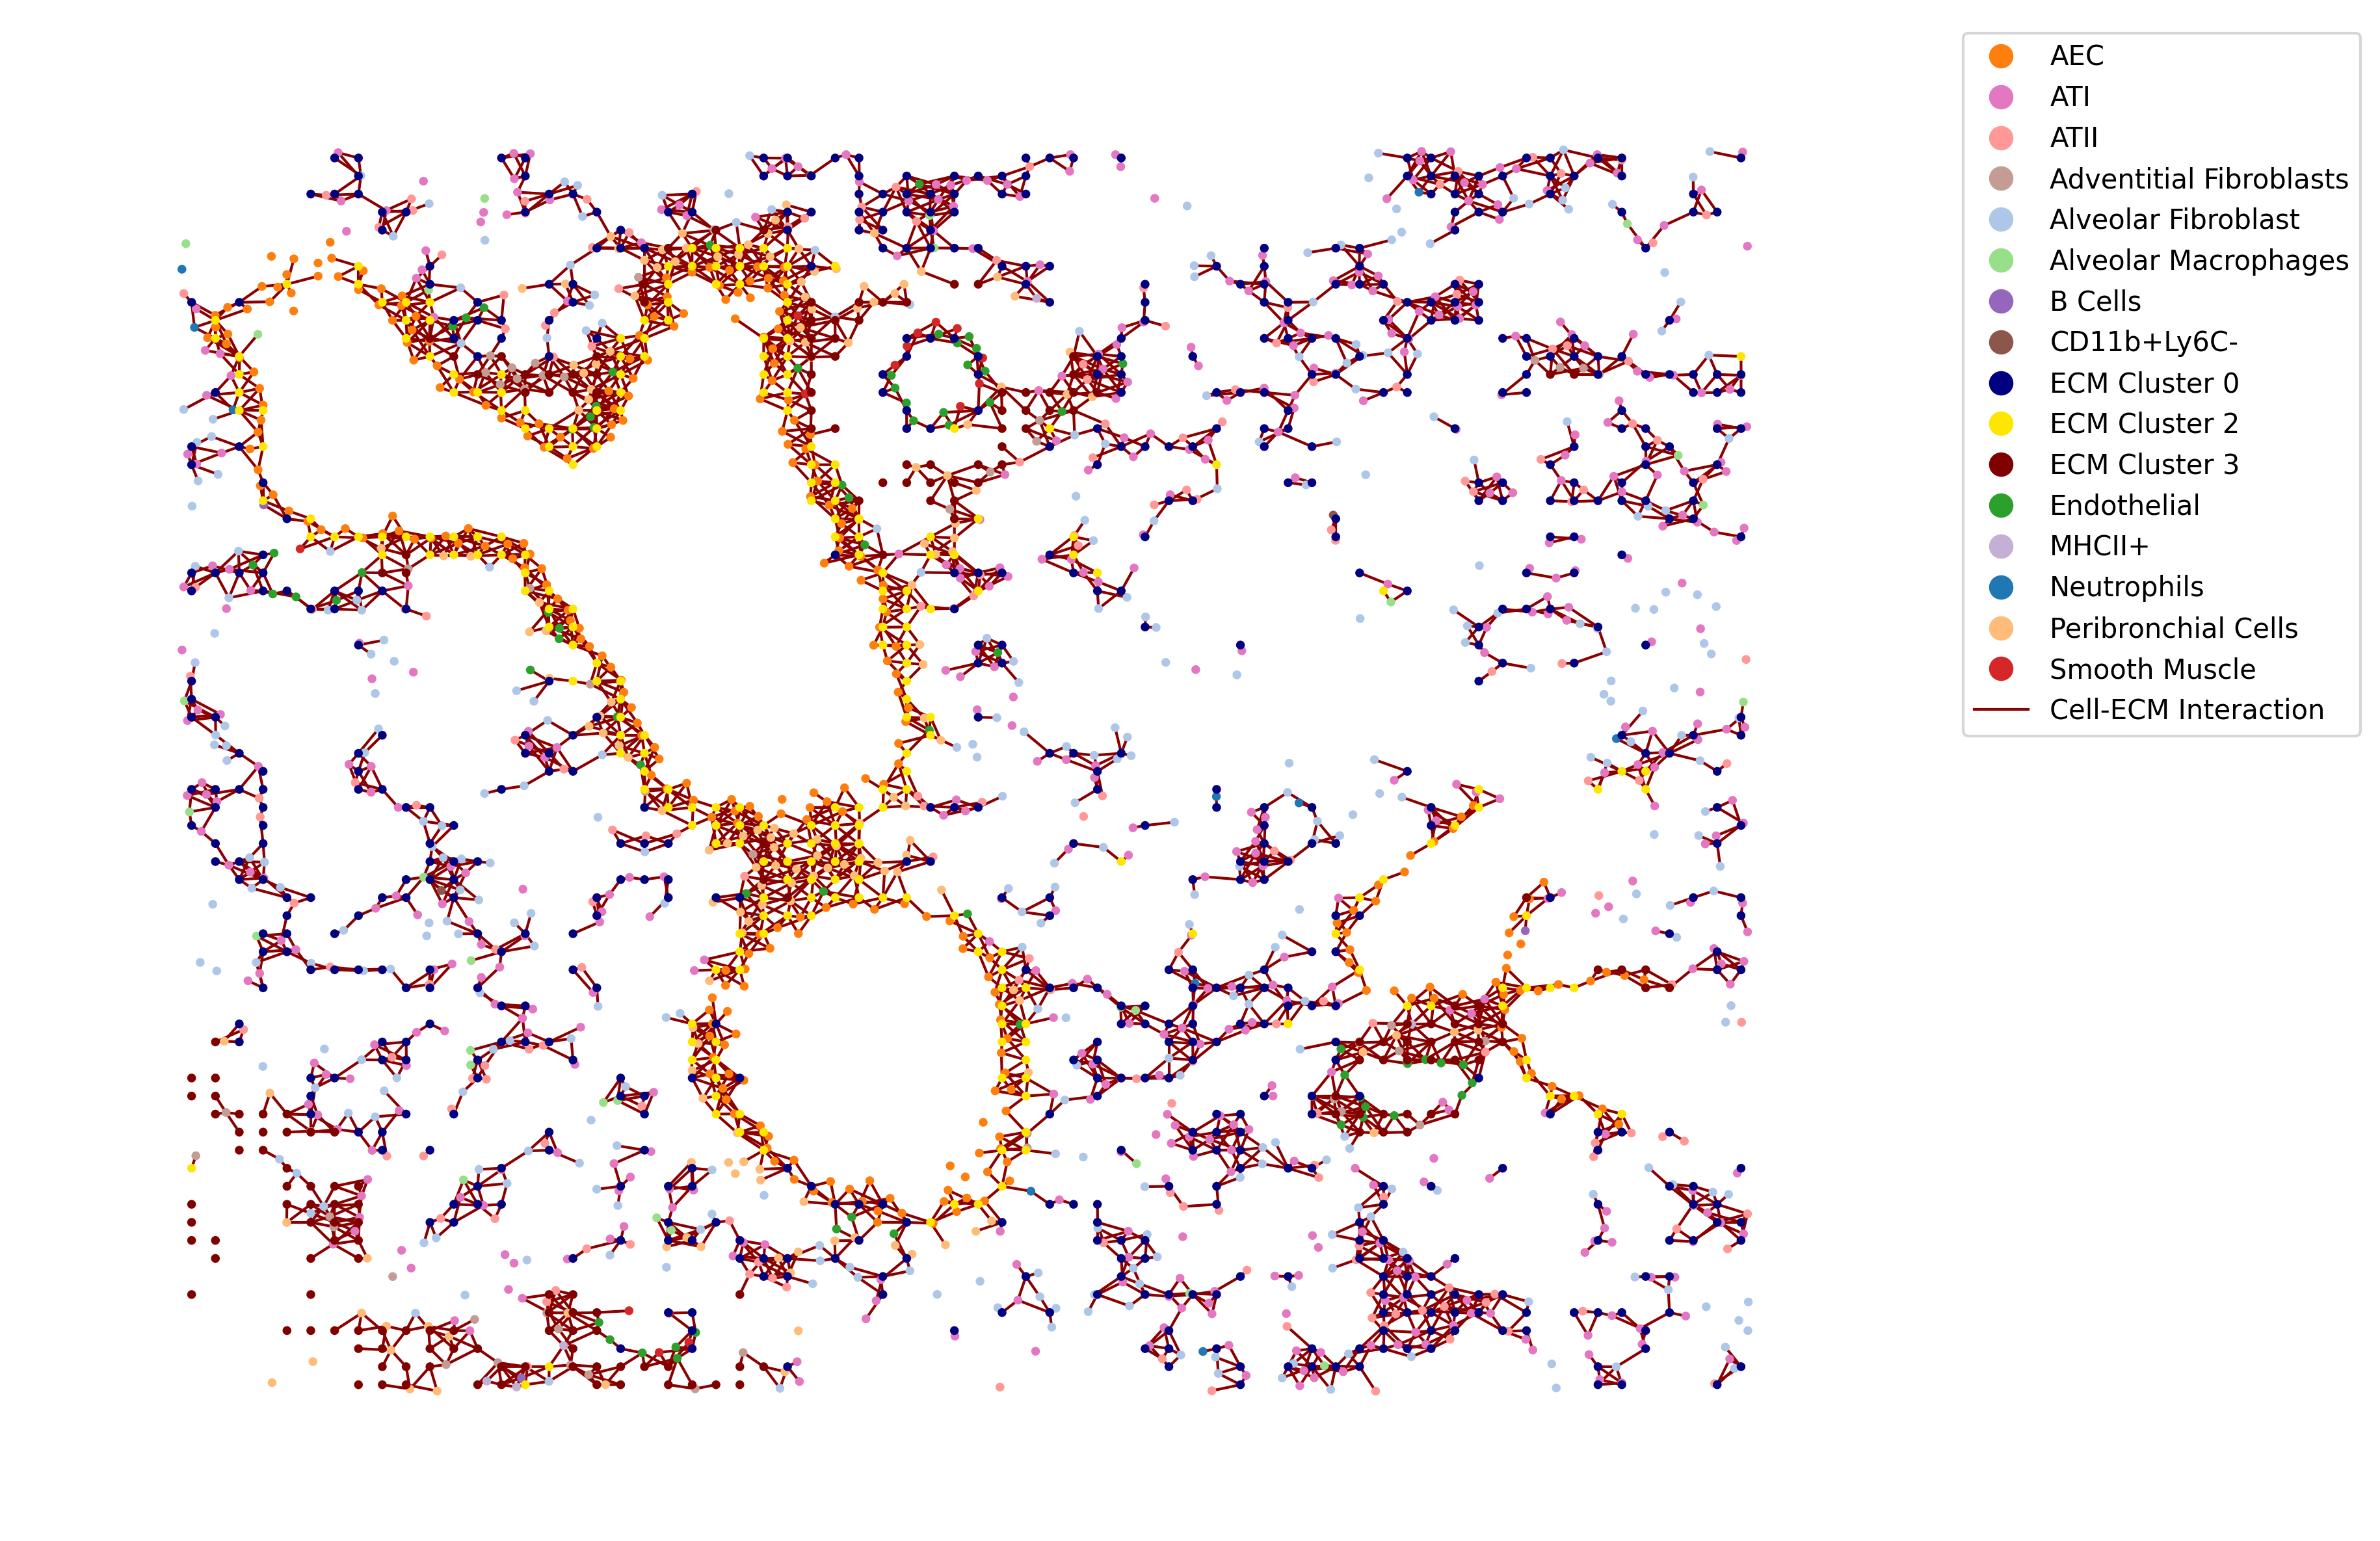 AEC
ATI
ATII
Adventitial Fibroblasts
Alveolar Fibroblast
Alveolar Macrophages
B Cells
CD11b+Ly6C-
ECM Cluster 0
ECM Cluster 2
ECM Cluster 3
Endothelial
MHCII+
Neutrophils
Peribronchial Cells
Smooth Muscle
Cell-ECM Interaction